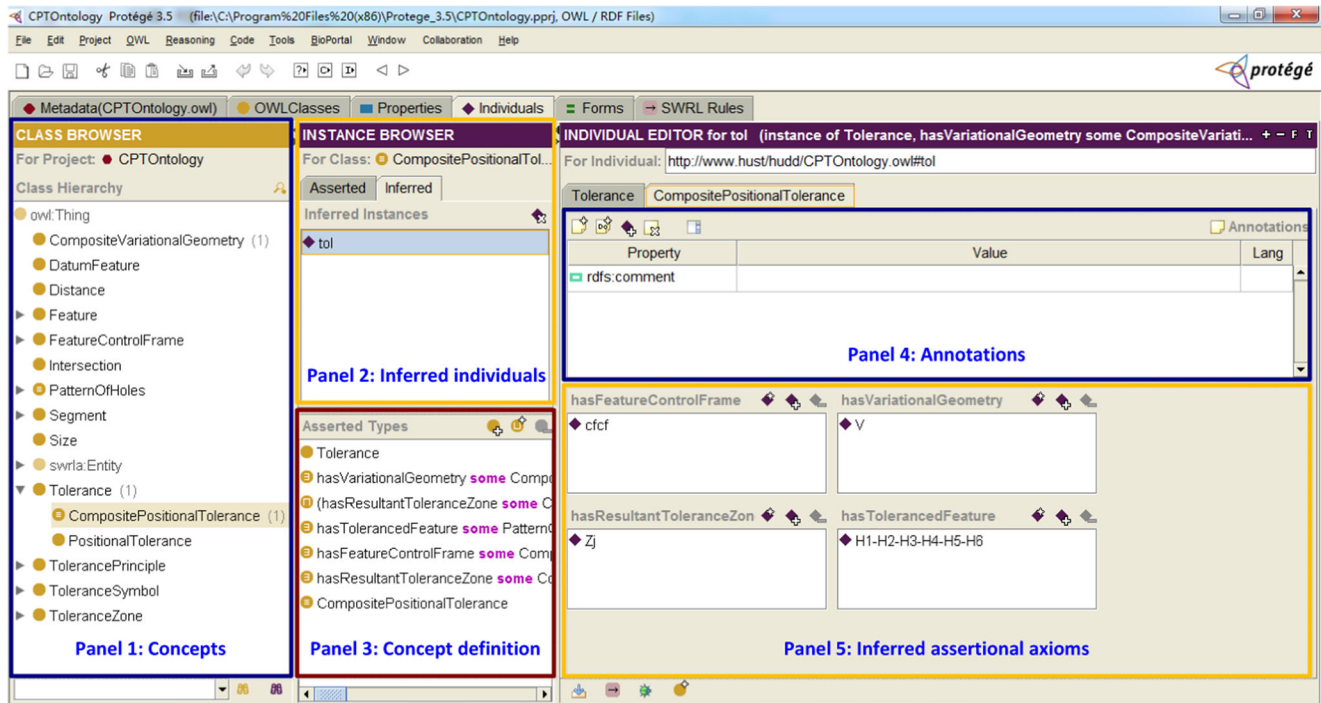 CPTOntology Protégé 3.5 (file:\C:\Program%20Files%20(x86)\Protege_3.5\CPTOntology.pprj, OWL / RDF Files)
File Edit Project OWL Reasoning Code Tools BioPortal Window Collaboration Help
protégé
Metadata(CPTOntology.owl) OWLClasses Properties Individuals Forms SWRL Rules
CLASS BROWSER
For Project: CPTOntology
Class Hierarchy
owl:Thing
CompositeVariationalGeometry (1)
DatumFeature
Distance
Feature
FeatureControlFrame
Intersection
PatternOfHoles
Segment
Size
swrla:Entity
Tolerance (1)
CompositePositionalTolerance (1)
PositionalTolerance
TolerancePrinciple
ToleranceSymbol
ToleranceZone
Panel 1: Concepts
INSTANCE BROWSER
For Class: CompositePositionalTol...
Asserted Inferred
Inferred Instances
tol
Panel 2: Inferred individuals
Asserted Types
Tolerance
hasVariationalGeometry some Compo
(hasResultantToleranceZone some C
hasTolerancedFeature some Pattern
hasFeatureControlFrame some Com
hasResultantToleranceZone some Co
CompositePositionalTolerance
Panel 3: Concept definition
INDIVIDUAL EDITOR for tol (instance of Tolerance, hasVariationalGeometry some CompositeVariati... + − F T
For Individual: http://www.hust/hudd/CPTOntology.owl#tol
Tolerance CompositePositionalTolerance
Annotations
Property Value Lang
rdfs:comment
Panel 4: Annotations
hasFeatureControlFrame hasVariationalGeometry
cfcf V
hasResultantToleranceZon hasTolerancedFeature
Zj H1-H2-H3-H4-H5-H6
Panel 5: Inferred assertional axioms